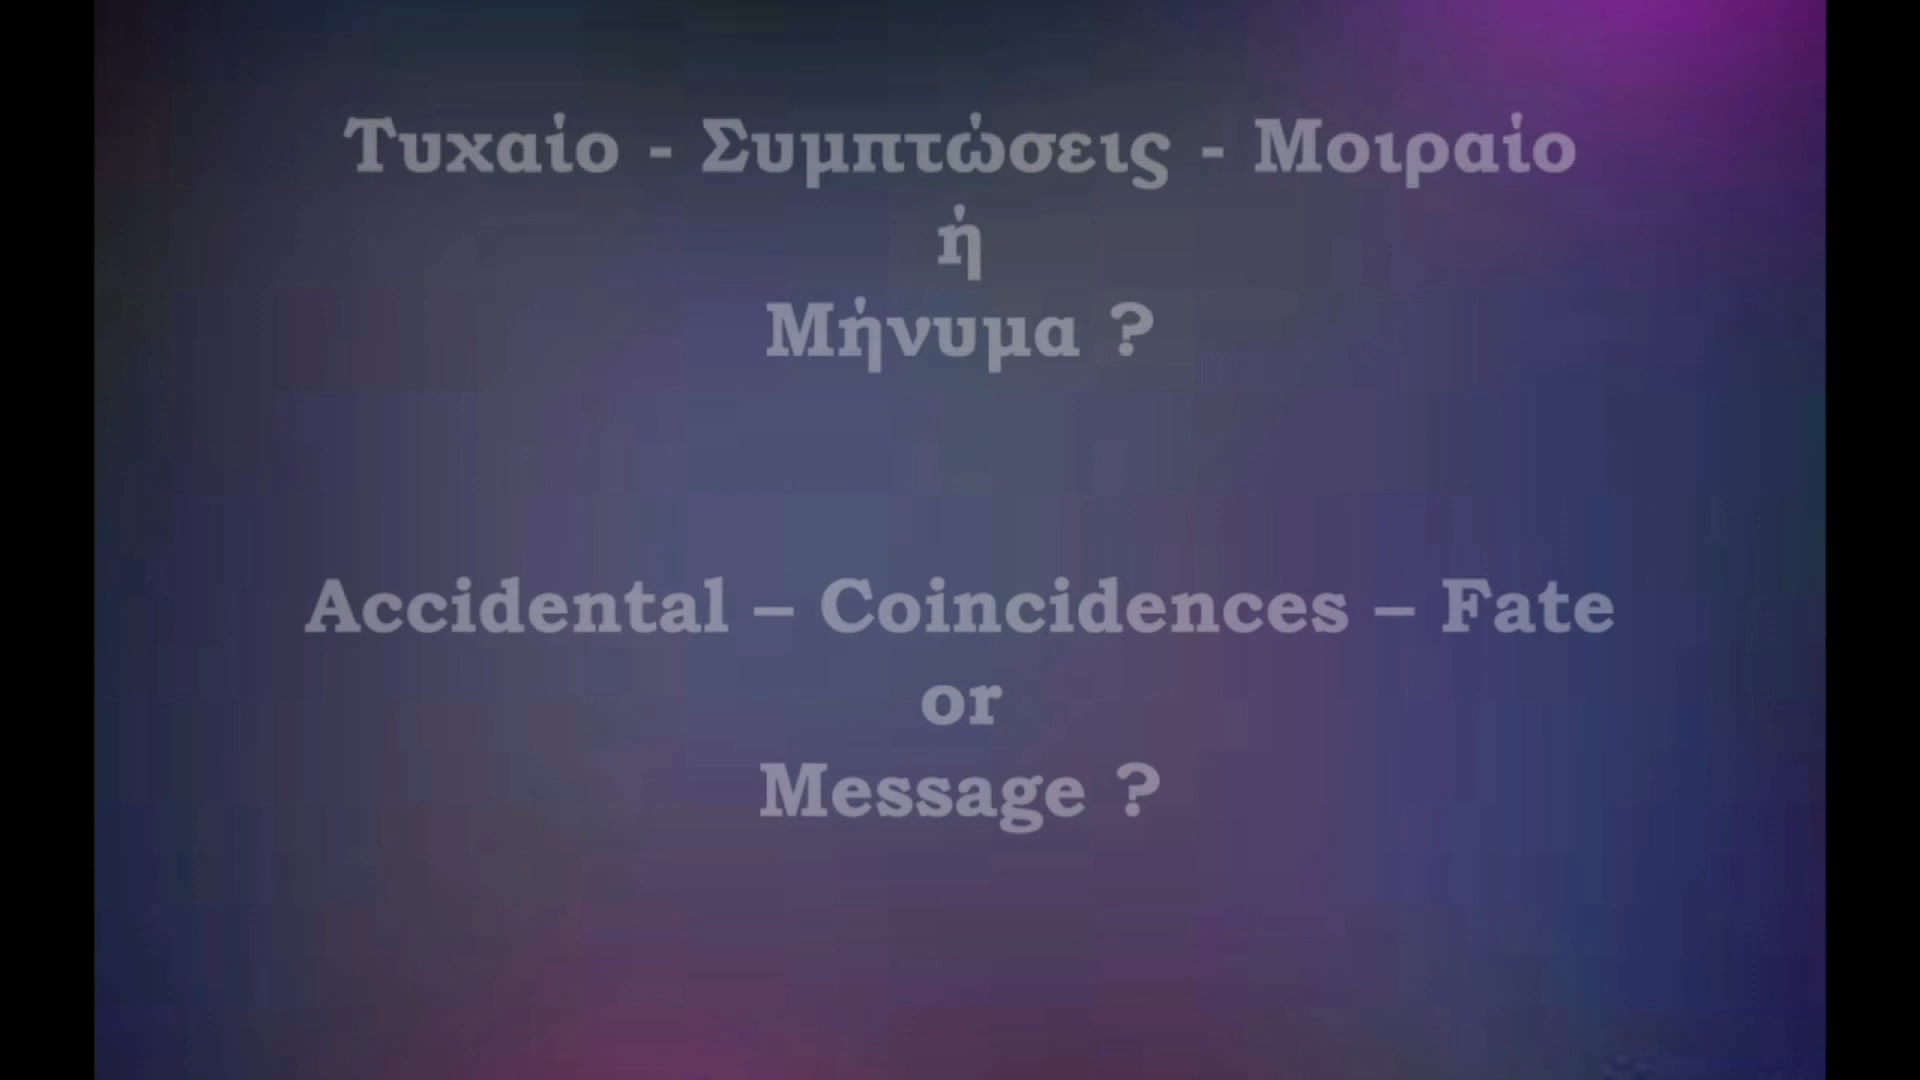 Τυχαίο - Συμπτώσεις - Μοιραίο
ή
Μήνυμα ?
Accidental – Coincidences – Fate
or
Message ?